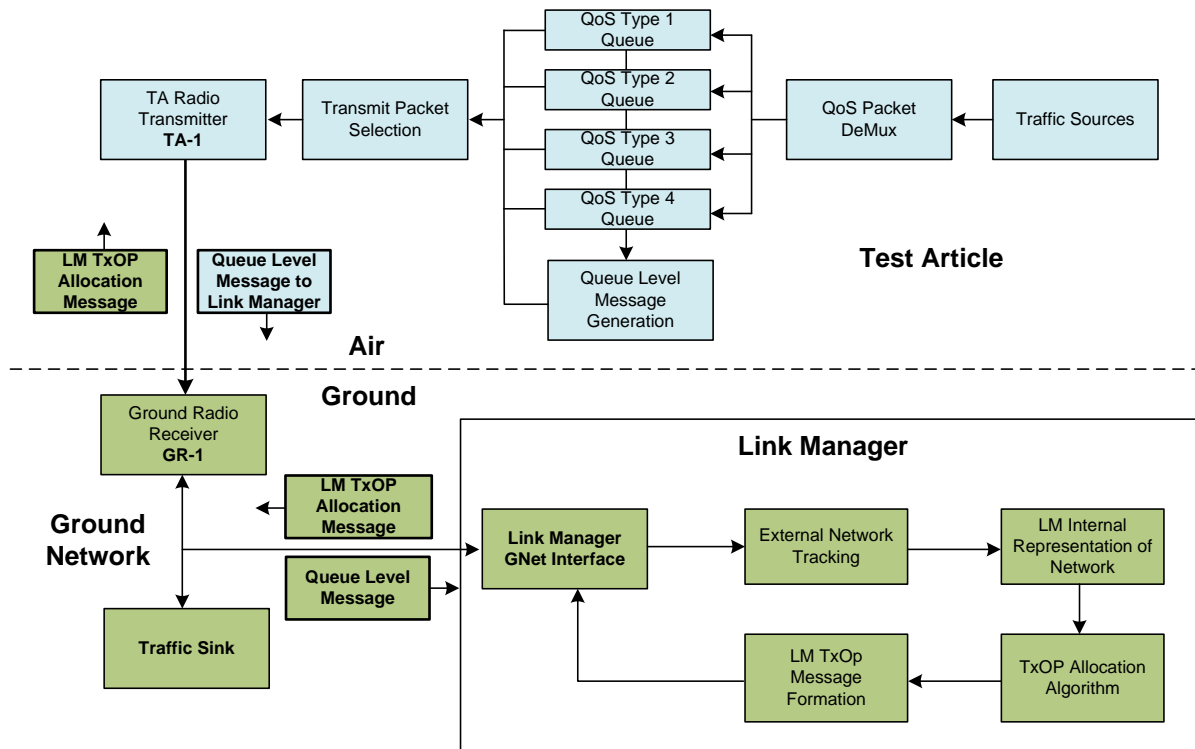 QoS Type 1
Queue
QoS Type 2
Queue
QoS Type 3
Queue
QoS Type 4
Queue
TA Radio
Transmitter
TA-1
Transmit Packet
Selection
QoS Packet
DeMux
Traffic Sources
LM TxOP
Allocation
Message
Queue Level
Message to
Link Manager
Queue Level
Message
Generation
Test Article
Air
Ground
Ground Radio
Receiver
GR-1
Link Manager
LM TxOP
Allocation
Message
Ground
Network
Link Manager
GNet Interface
External Network
Tracking
LM Internal
Representation of
Network
Queue Level
Message
Traffic Sink
LM TxOp
Message
Formation
TxOP Allocation
Algorithm